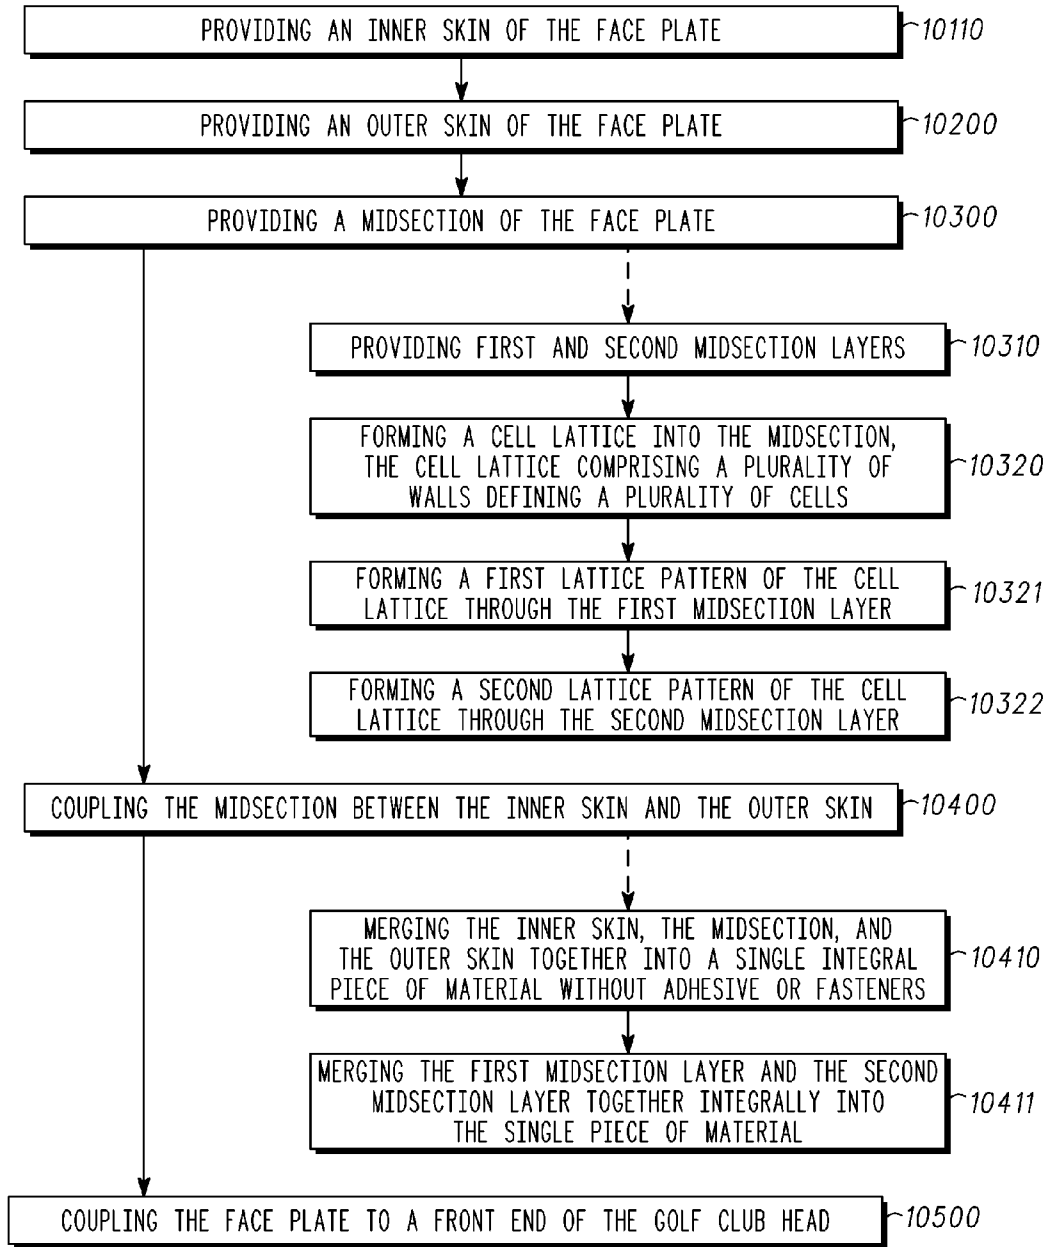 PROVIDING AN INNER SKIN OF THE FACE PLATE
10110
PROVIDING AN OUTER SKIN OF THE FACE PLATE
10200
PROVIDING A MIDSECTION OF THE FACE PLATE
10300
PROVIDING FIRST AND SECOND MIDSECTION LAYERS
10310
FORMING A CELL LATTICE INTO THE MIDSECTION,
THE CELL LATTICE COMPRISING A PLURALITY OF
WALLS DEFINING A PLURALITY OF CELLS
10320
FORMING A FIRST LATTICE PATTERN OF THE CELL
LATTICE THROUGH THE FIRST MIDSECTION LAYER
10321
FORMING A SECOND LATTICE PATTERN OF THE CELL
LATTICE THROUGH THE SECOND MIDSECTION LAYER
10322
COUPLING THE MIDSECTION BETWEEN THE INNER SKIN AND THE OUTER SKIN
10400
MERGING THE INNER SKIN, THE MIDSECTION, AND
THE OUTER SKIN TOGETHER INTO A SINGLE INTEGRAL
PIECE OF MATERIAL WITHOUT ADHESIVE OR FASTENERS
10410
MERGING THE FIRST MIDSECTION LAYER AND THE SECOND
MIDSECTION LAYER TOGETHER INTEGRALLY INTO
THE SINGLE PIECE OF MATERIAL
10411
COUPLING THE FACE PLATE TO A FRONT END OF THE GOLF CLUB HEAD
10500